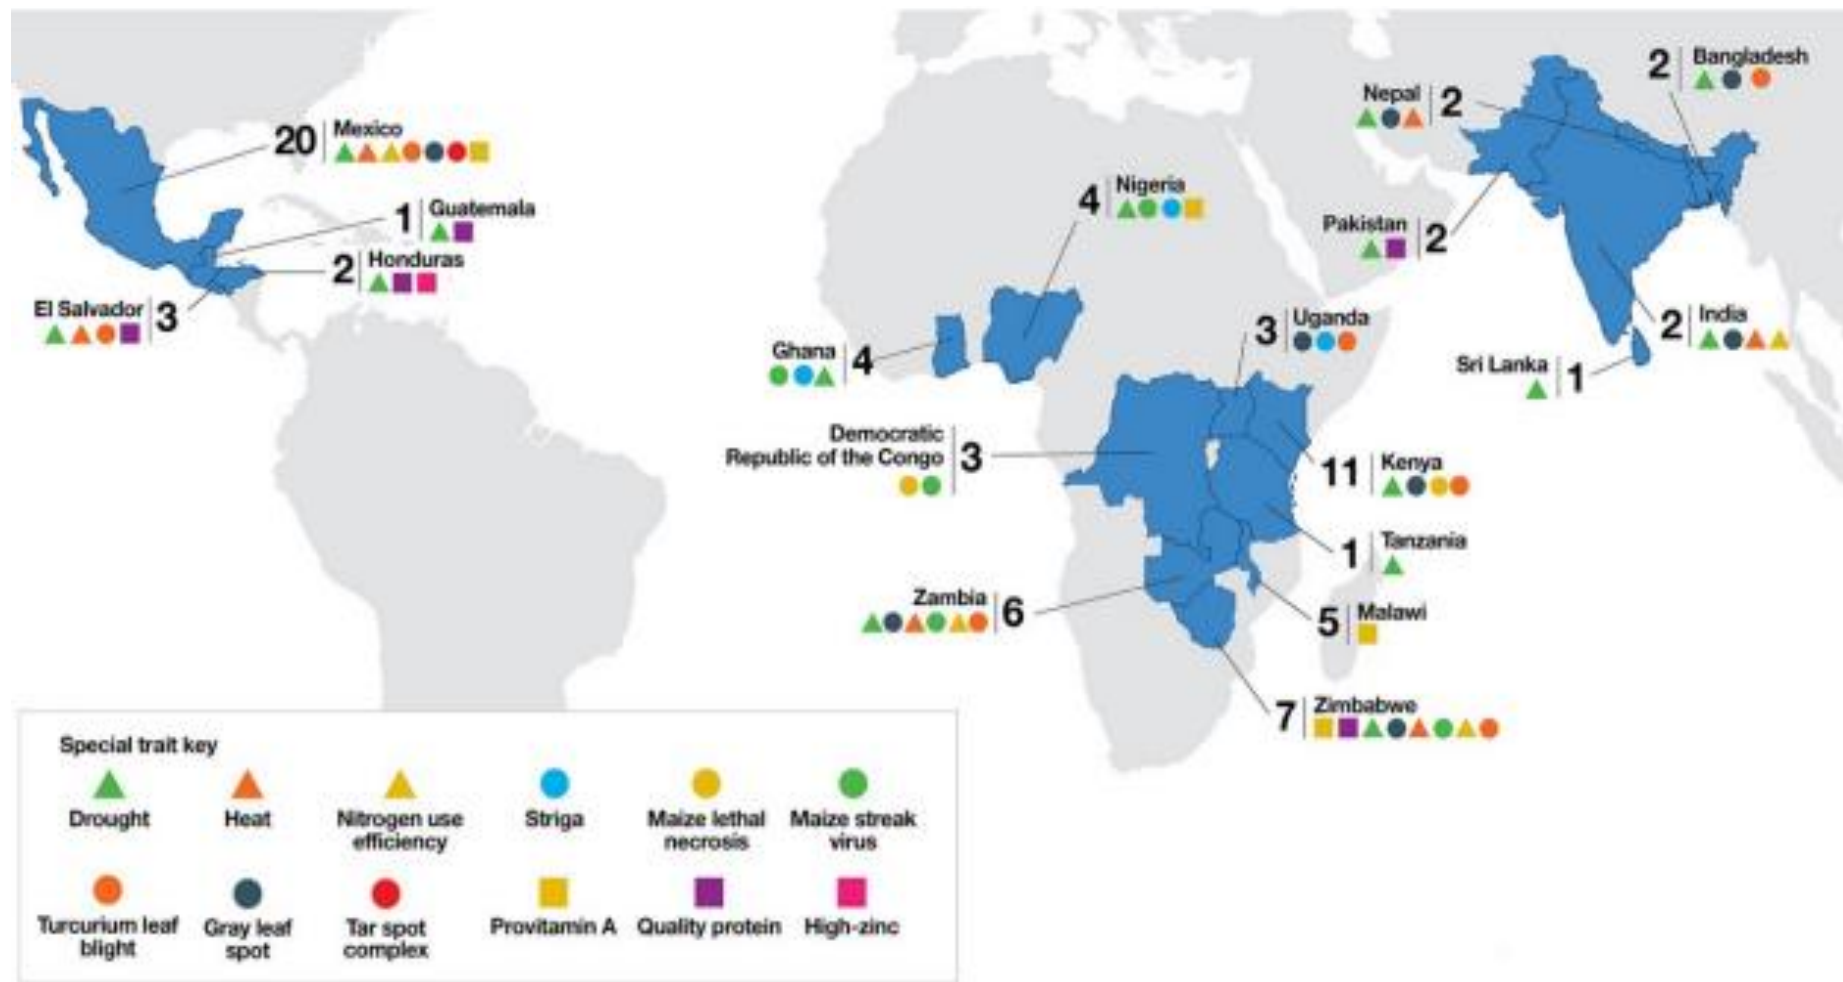 20 Mexico
1 Guatemala
2 Honduras
El Salvador 3
4 Nigeria
Ghana 4
Democratic
Republic of the Congo 3
3 Uganda
11 Kenya
1 Tanzania
Zambia 6
5 Malawi
7 Zimbabwe
Nepal 2
2 Bangladesh
Pakistan 2
2 India
Sri Lanka 1
Special trait key
Drought
Heat
Nitrogen use
efficiency
Striga
Maize lethal
necrosis
Maize streak
virus
Turcurium leaf
blight
Gray leaf
spot
Tar spot
complex
Provitamin A
Quality protein
High-zinc